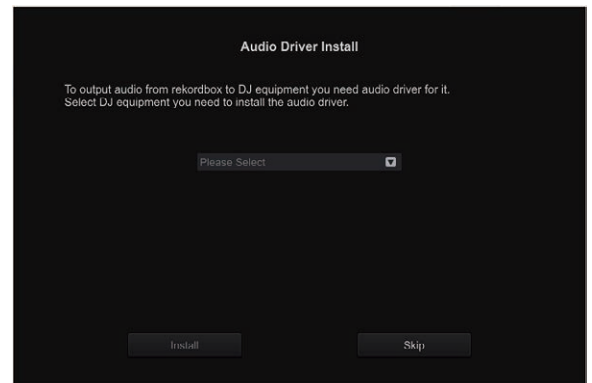 Audio Driver Install
To output audio from rekordbox to DJ equipment you need audio driver for it.
Select DJ equipment you need to install the audio driver.
Please Select
Install
Skip